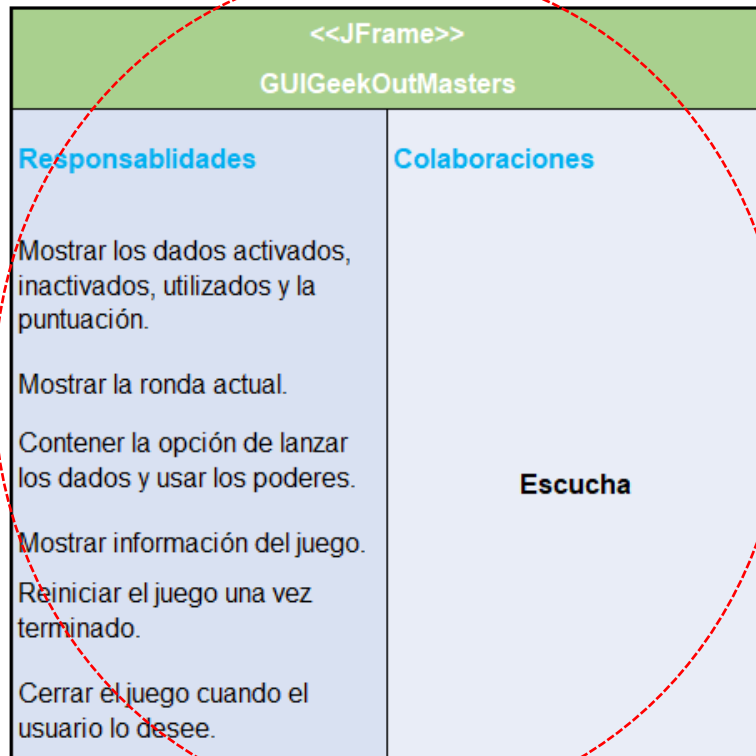 <<JFrame>>
GUIGeekOutMasters
Responsablidades
Colaboraciones
Mostrar los dados activados,
inactivados, utilizados y la
puntuación.
Mostrar la ronda actual.
Contener la opción de lanzar
los dados y usar los poderes.
Mostrar información del juego.
Reiniciar el juego una vez
terminado.
Cerrar el juego cuando el
usuario lo desee.
Escucha